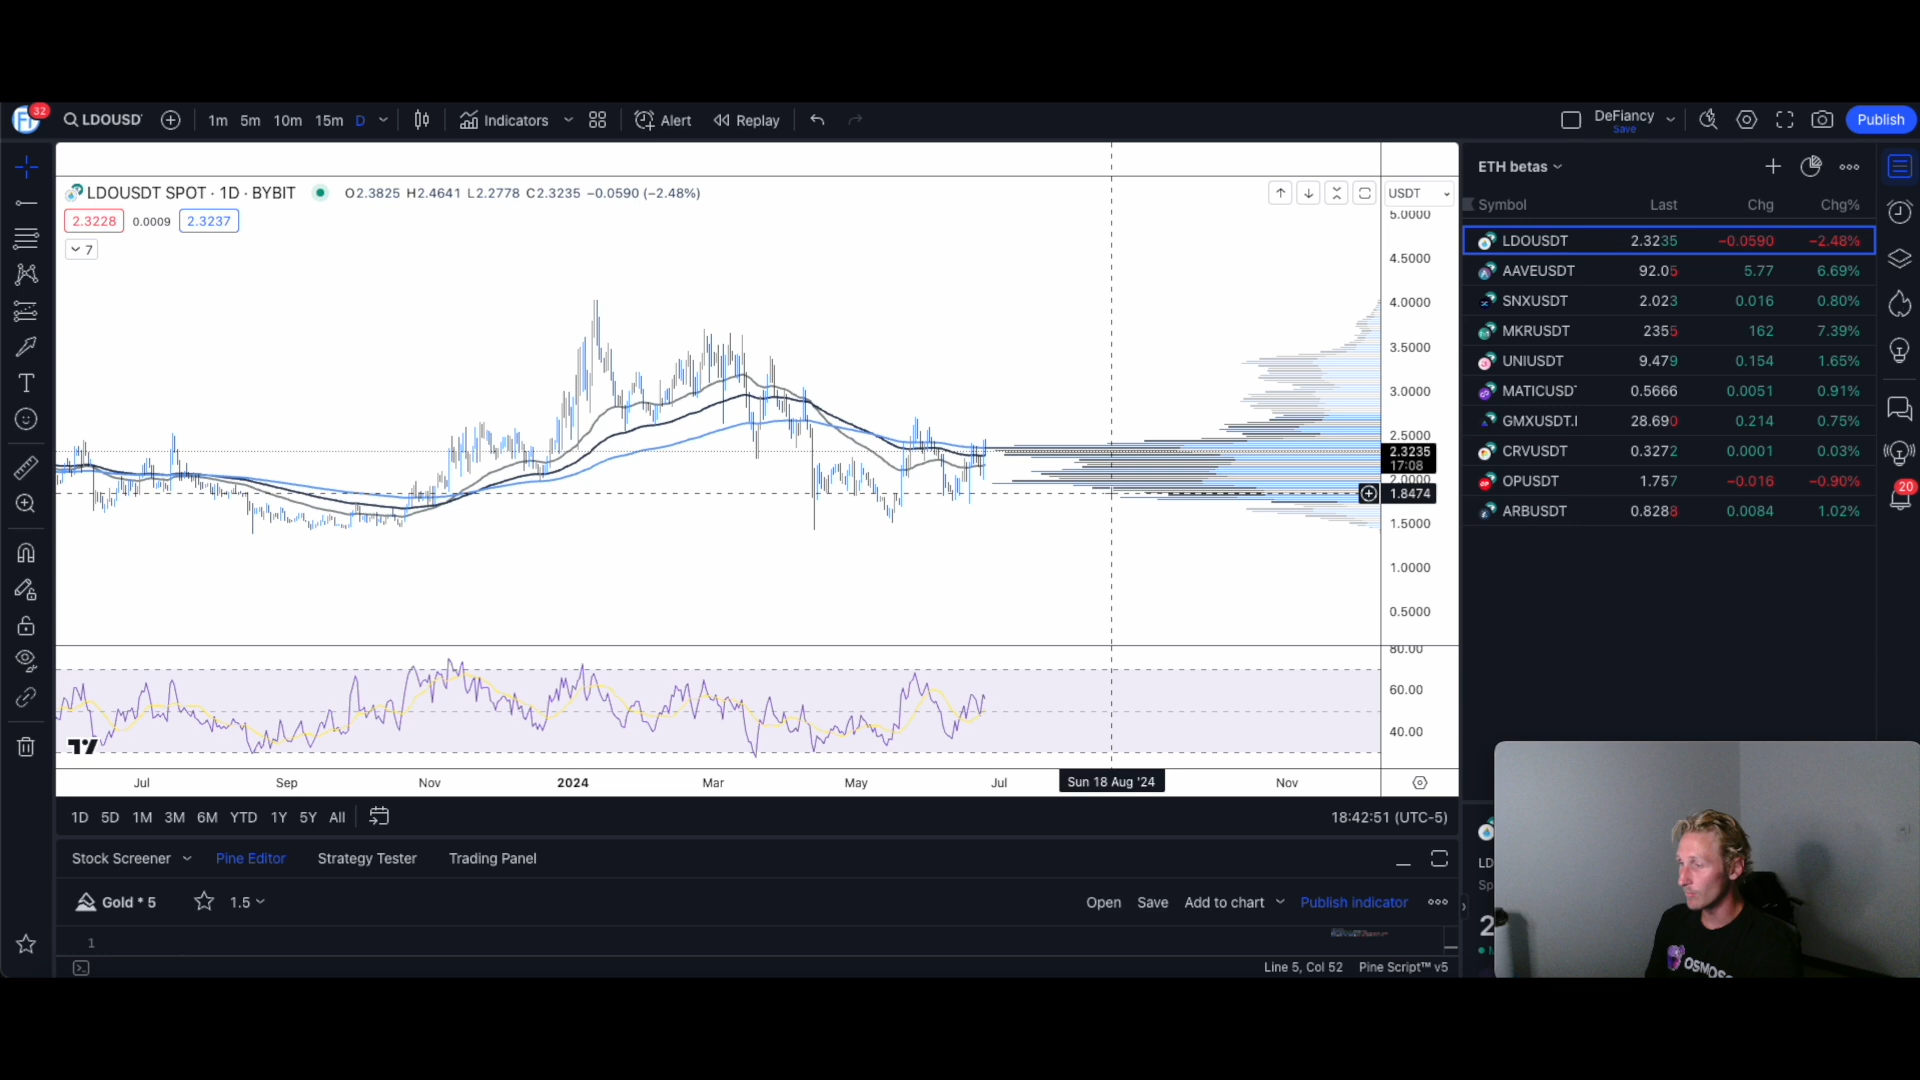 32
LDOUSD
1m 5m 10m 15m D
Indicators
Alert
Replay
DeFiancy
Save
Publish
LDOUSDT SPOT · 1D · BYBIT
O2.3825 H2.4641 L2.2778 C2.3235 −0.0590 (−2.48%)
2.3228 0.0009 2.3237
7
USDT
5.0000
4.5000
4.0000
3.5000
3.0000
2.5000
2.3235
17:08
2.0000
1.8474
1.5000
1.0000
0.5000
80.00
60.00
40.00
Jul Sep Nov 2024 Mar May Jul Sun 18 Aug '24 Nov
1D 5D 1M 3M 6M YTD 1Y 5Y All
18:42:51 (UTC-5)
Stock Screener Pine Editor Strategy Tester Trading Panel
Gold * 5 1.5
Open Save Add to chart Publish indicator
1
Line 5, Col 52 Pine Script™ v5
ETH betas
Symbol Last Chg Chg%
LDOUSDT 2.3235 −0.0590 −2.48%
AAVEUSDT 92.05 5.77 6.69%
SNXUSDT 2.023 0.016 0.80%
MKRUSDT 2355 162 7.39%
UNIUSDT 9.479 0.154 1.65%
MATICUSDT 0.5666 0.0051 0.91%
GMXUSDT.I 28.690 0.214 0.75%
CRVUSDT 0.3272 0.0001 0.03%
OPUSDT 1.757 −0.016 −0.90%
ARBUSDT 0.8288 0.0084 1.02%
20
LD
Sp
2
OSMOS